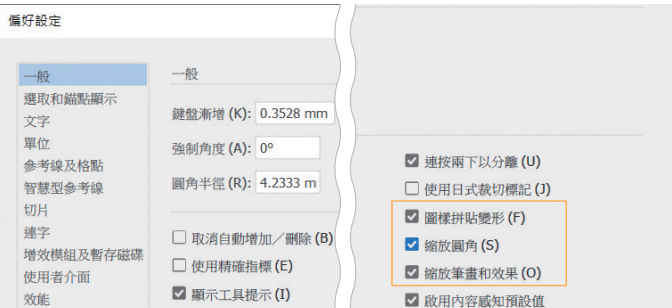 偏好設定
一般
選取和錨點顯示
文字
單位
參考線及格點
智慧型參考線
切片
連字
增效模組及暫存磁碟
使用者介面
效能
一般
鍵盤漸增 (K): 0.3528 mm
強制角度 (A): 0°
圓角半徑 (R): 4.2333 m
取消自動增加／刪除 (B)
使用精確指標 (E)
顯示工具提示 (I)
連按兩下以分離 (U)
使用日式裁切標記 (J)
圖樣拼貼變形 (F)
縮放圓角 (S)
縮放筆畫和效果 (O)
啟用內容感知預設值